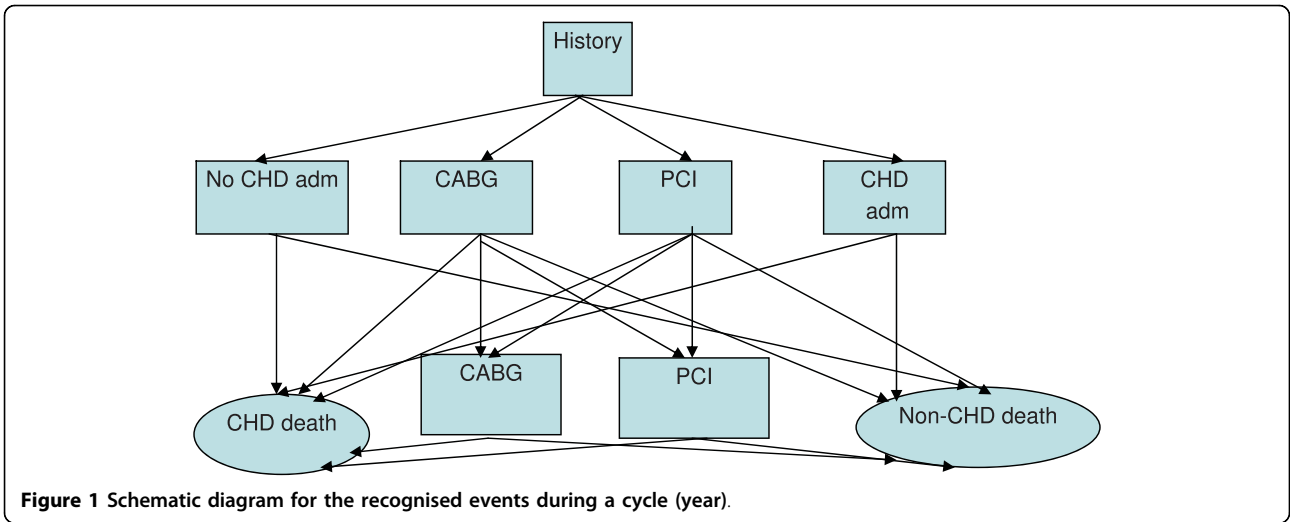 History
No CHD adm
CABG
PCI
CHD
adm
CABG
PCI
CHD death
Non-CHD death
Figure 1 Schematic diagram for the recognised events during a cycle (year).